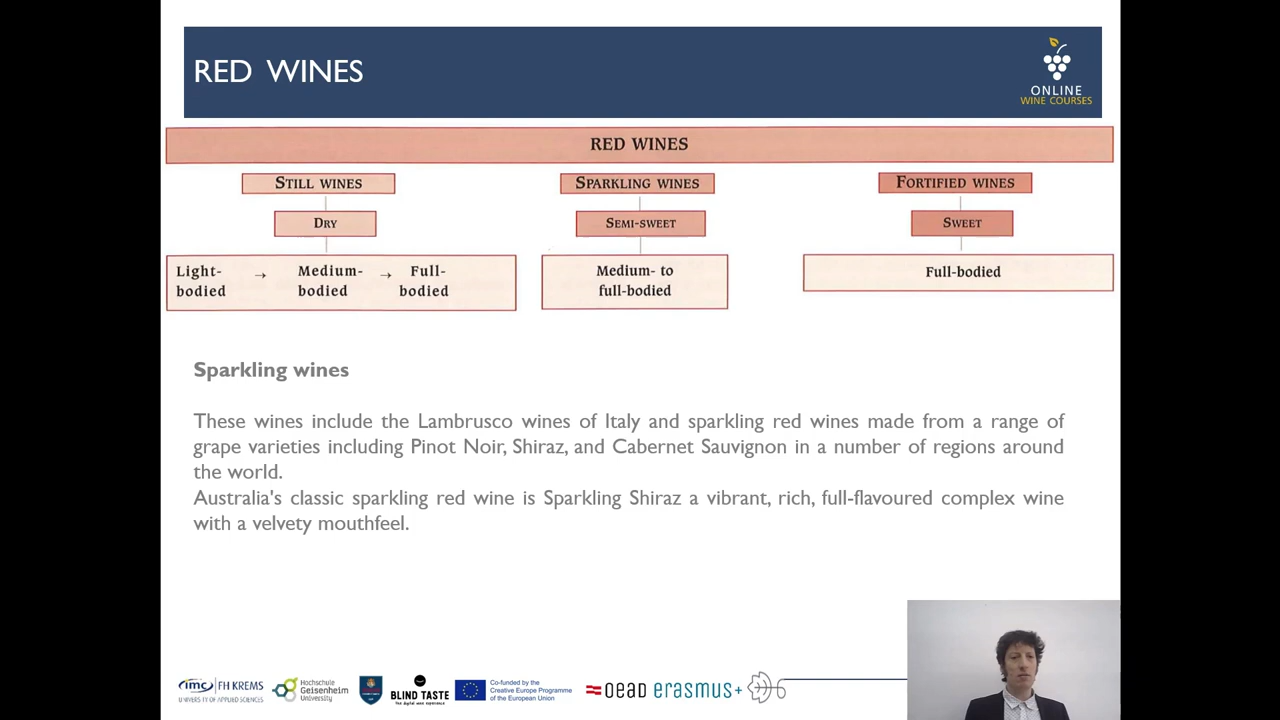 RED WINES
ONLINE
WINE COURSES
RED WINES
STILL WINES
SPARKLING WINES
FORTIFIED WINES
DRY
SEMI-SWEET
SWEET
Light- → Medium- → Full-
bodied bodied bodied
Medium- to
full-bodied
Full-bodied
Sparkling wines
These wines include the Lambrusco wines of Italy and sparkling red wines made from a range of
grape varieties including Pinot Noir, Shiraz, and Cabernet Sauvignon in a number of regions around
the world.
Australia's classic sparkling red wine is Sparkling Shiraz a vibrant, rich, full-flavoured complex wine
with a velvety mouthfeel.
imc FH KREMS
UNIVERSITY OF APPLIED SCIENCES
Hochschule
Geisenheim
University
BLIND TASTE
the digital wine experience
Co-funded by the
Creative Europe Programme
of the European Union
OEAD erasmus+